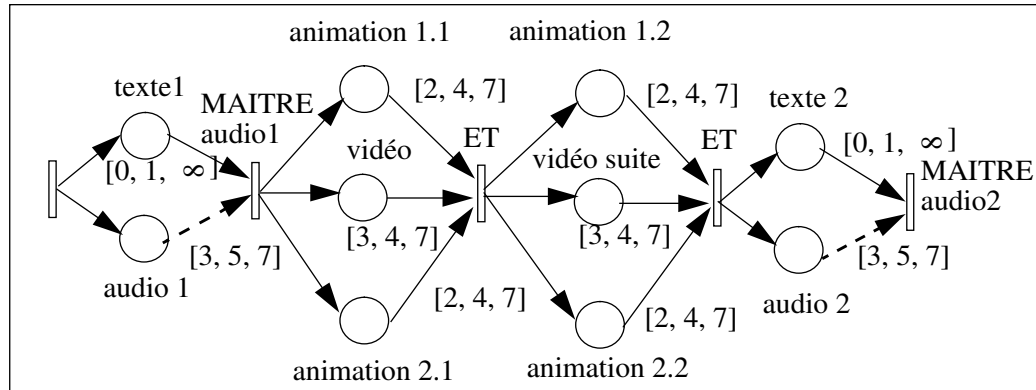 animation 1.1
animation 1.2
texte1
MAITRE
audio1
[2, 4, 7]
ET
[2, 4, 7]
ET
texte 2
[0, 1, ∞ ]
vidéo
vidéo suite
[0, 1, ∞ ]
MAITRE
audio2
[3, 5, 7]
[3, 4, 7]
[3, 4, 7]
[3, 5, 7]
audio 1
[2, 4, 7]
[2, 4, 7]
audio 2
animation 2.1
animation 2.2